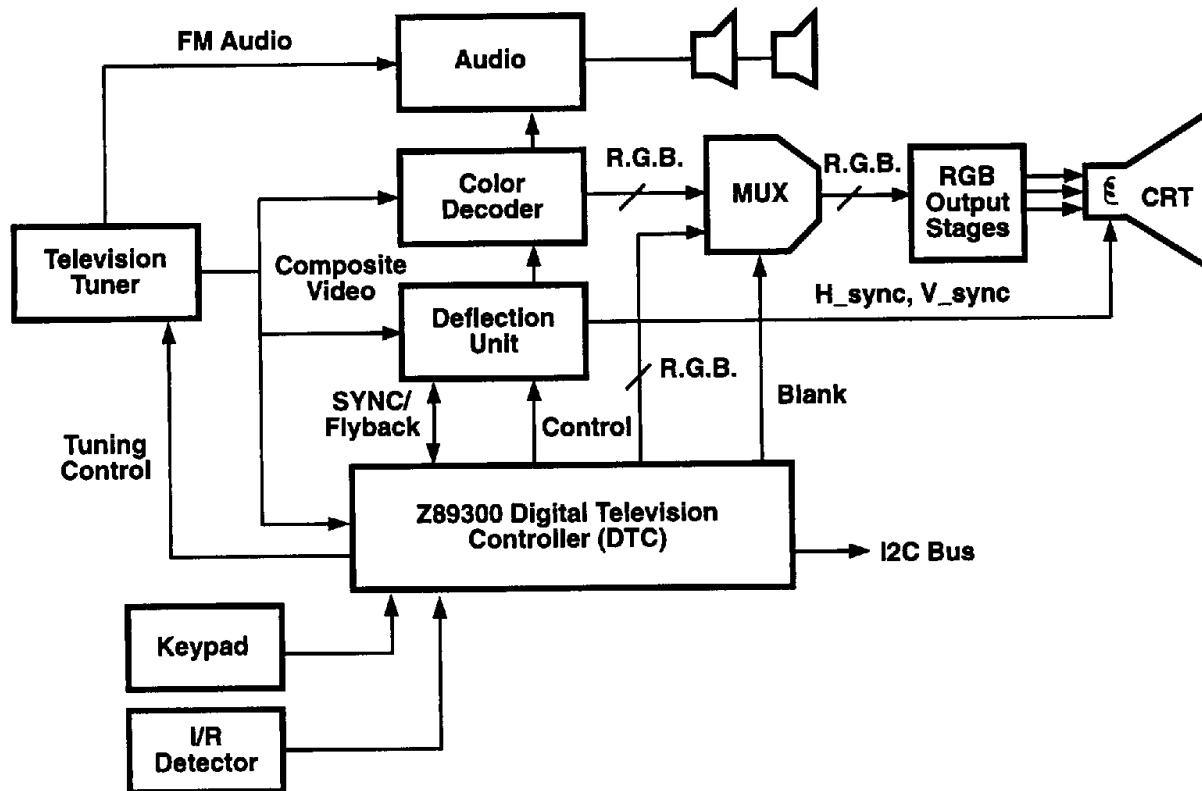 FM Audio
Audio
R.G.B.
R.G.B.
Color
Decoder
MUX
RGB
Output
Stages
CRT
Television
Tuner
Composite
Video
Deflection
Unit
H_sync, V_sync
R.G.B.
SYNC/
Flyback
Control
Blank
Tuning
Control
Z89300 Digital Television
Controller (DTC)
I2C Bus
Keypad
I/R
Detector